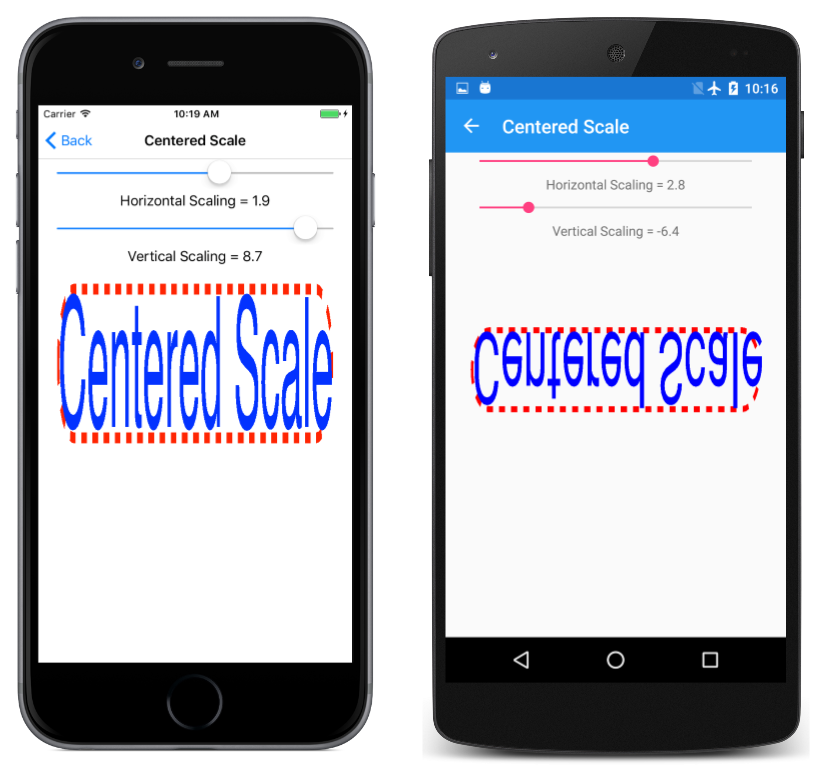 Carrier 10:19 AM
Back Centered Scale
Horizontal Scaling = 1.9
Vertical Scaling = 8.7
Centered Scale
10:16
Centered Scale
Horizontal Scaling = 2.8
Vertical Scaling = -6.4
Centered Scale